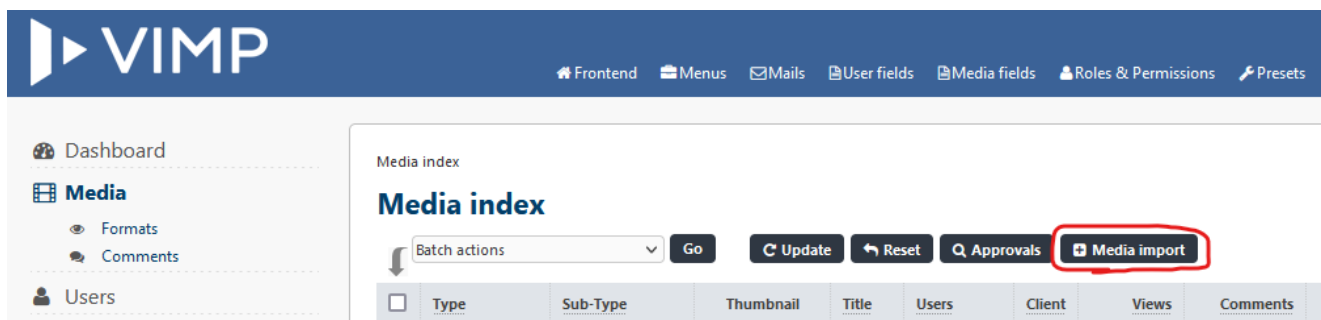 VIMP
Frontend Menus Mails User fields Media fields Roles & Permissions Presets
Dashboard
Media
Formats
Comments
Users
Media index
Media index
Batch actions Go Update Reset Approvals Media import
Type Sub-Type Thumbnail Title Users Client Views Comments